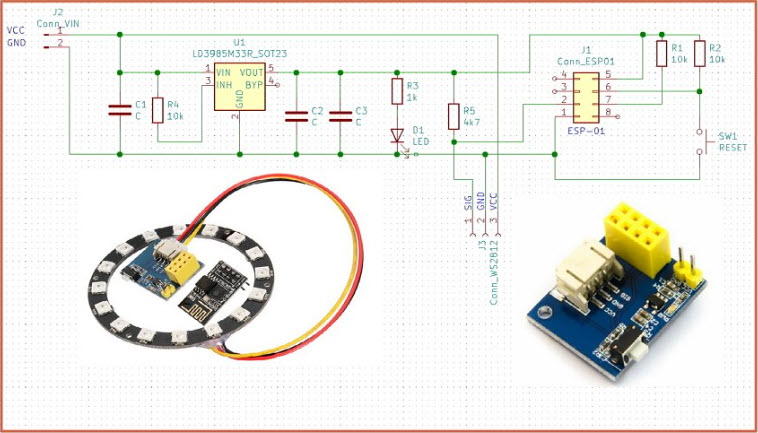 J2
Conn_VIN
VCC
1
GND
2
U1
LD3985M33R_SOT23
1 VIN VOUT 5
3 INH BYP 4
GND
2
C1
C
R4
10k
C2
C
C3
C
R3
1k
D1
LED
R5
4k7
J1
Conn_ESP01
4 5
3 6
2 7
1 8
ESP-01
R1
10k
R2
10k
SW1
RESET
SIG
GND
VCC
1
2
3
J3
Conn_WS2812
VCC
GND